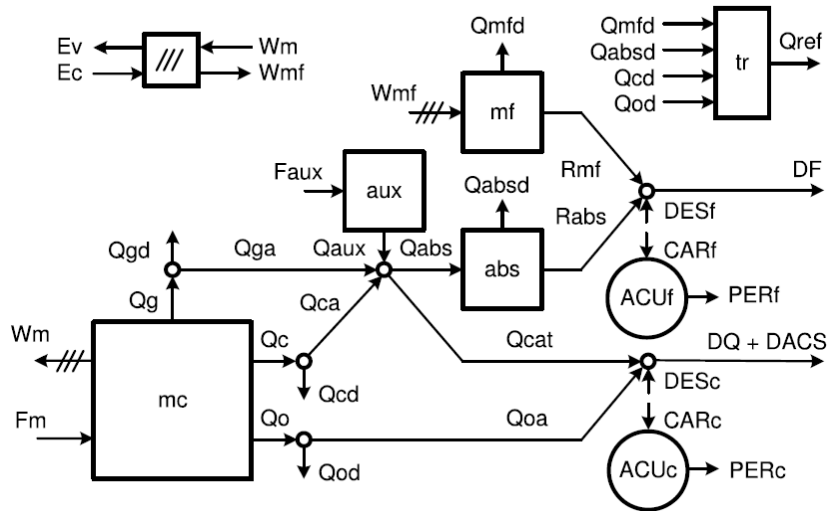 Ev
Ec
///
Wm
Wmf
Qmfd
Wmf
mf
Qmfd
Qabsd
Qcd
Qod
tr
Qref
Faux
aux
Qabsd
Rmf
Rabs
DF
DESf
CARf
ACUf
PERf
Qgd
Qga
Qaux
Qabs
abs
Qg
Qca
Wm
Qc
Qcat
DQ + DACS
mc
Qcd
DESc
Fm
Qo
Qoa
CARc
Qod
ACUc
PERc